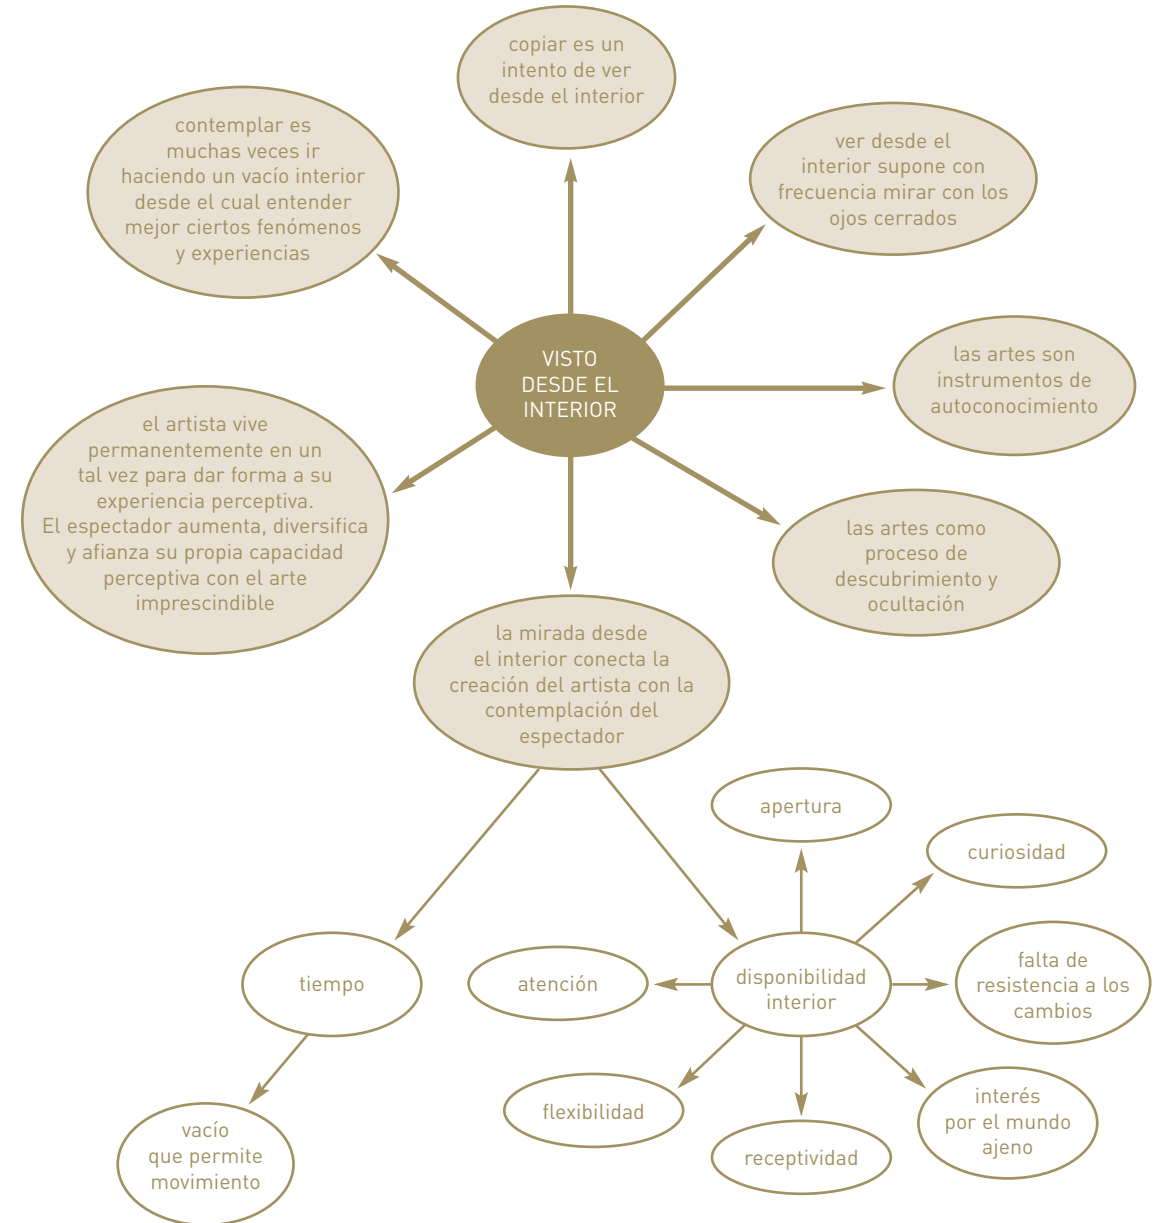 copiar es un
intento de ver
desde el interior
contemplar es
muchas veces ir
haciendo un vacío interior
desde el cual entender
mejor ciertos fenómenos
y experiencias
ver desde el
interior supone con
frecuencia mirar con los
ojos cerrados
VISTO
DESDE EL
INTERIOR
las artes son
instrumentos de
autoconocimiento
el artista vive
permanentemente en un
tal vez para dar forma a su
experiencia perceptiva.
El espectador aumenta, diversifica
y afianza su propia capacidad
perceptiva con el arte
imprescindible
las artes como
proceso de
descubrimiento y
ocultación
la mirada desde
el interior conecta la
creación del artista con la
contemplación del
espectador
apertura
curiosidad
tiempo
atención
disponibilidad
interior
falta de
resistencia a los
cambios
flexibilidad
receptividad
interés
por el mundo
ajeno
vacío
que permite
movimiento